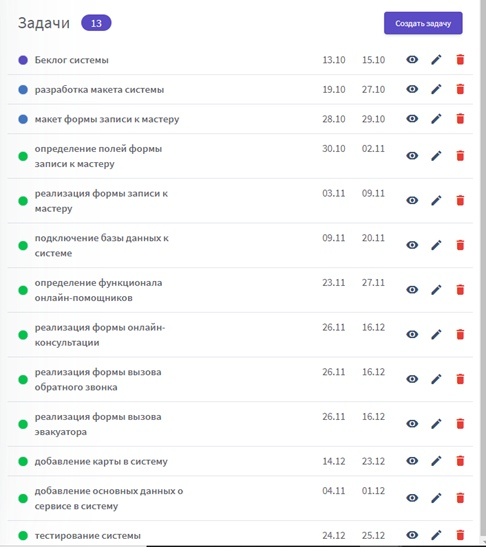 Задачи 13 Создать задачу
Беклог системы 13.10 15.10
разработка макета системы 19.10 27.10
макет формы записи к мастеру 28.10 29.10
определение полей формы 30.10 02.11
записи к мастеру
реализация формы записи к 03.11 09.11
мастеру
подключение базы данных к 09.11 20.11
системе
определение функционала 23.11 27.11
онлайн-помощников
реализация формы онлайн- 26.11 16.12
консультации
реализация формы вызова 26.11 16.12
обратного звонка
реализация формы вызова 26.11 16.12
эвакуатора
добавление карты в систему 14.12 23.12
добавление основных данных о 04.11 01.12
сервисе в систему
тестирование системы 24.12 25.12